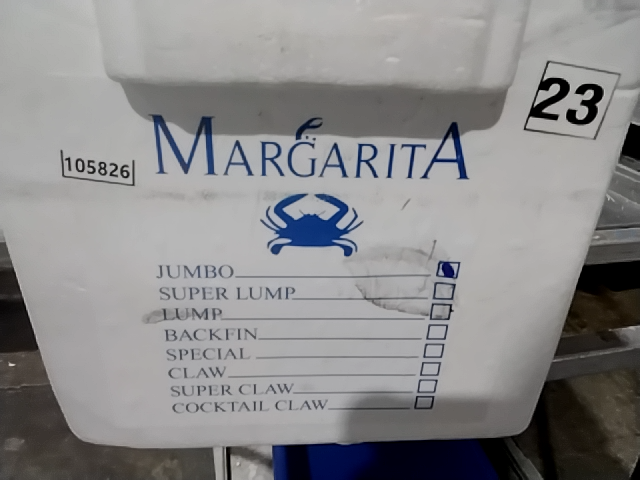 23
MARGARITA
105826
JUMBO
SUPER LUMP
LUMP
BACKFIN
SPECIAL
CLAW
SUPER CLAW
COCKTAIL CLAW